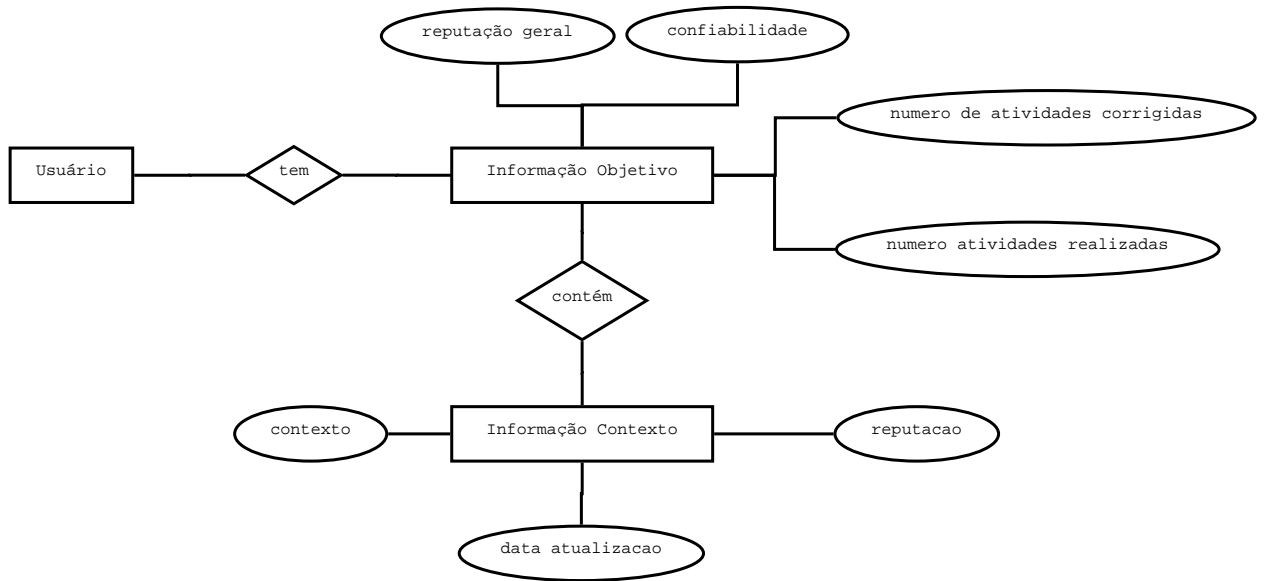 reputação geral
confiabilidade
numero de atividades corrigidas
Usuário
tem
Informação Objetivo
numero atividades realizadas
contém
contexto
Informação Contexto
reputacao
data atualizacao